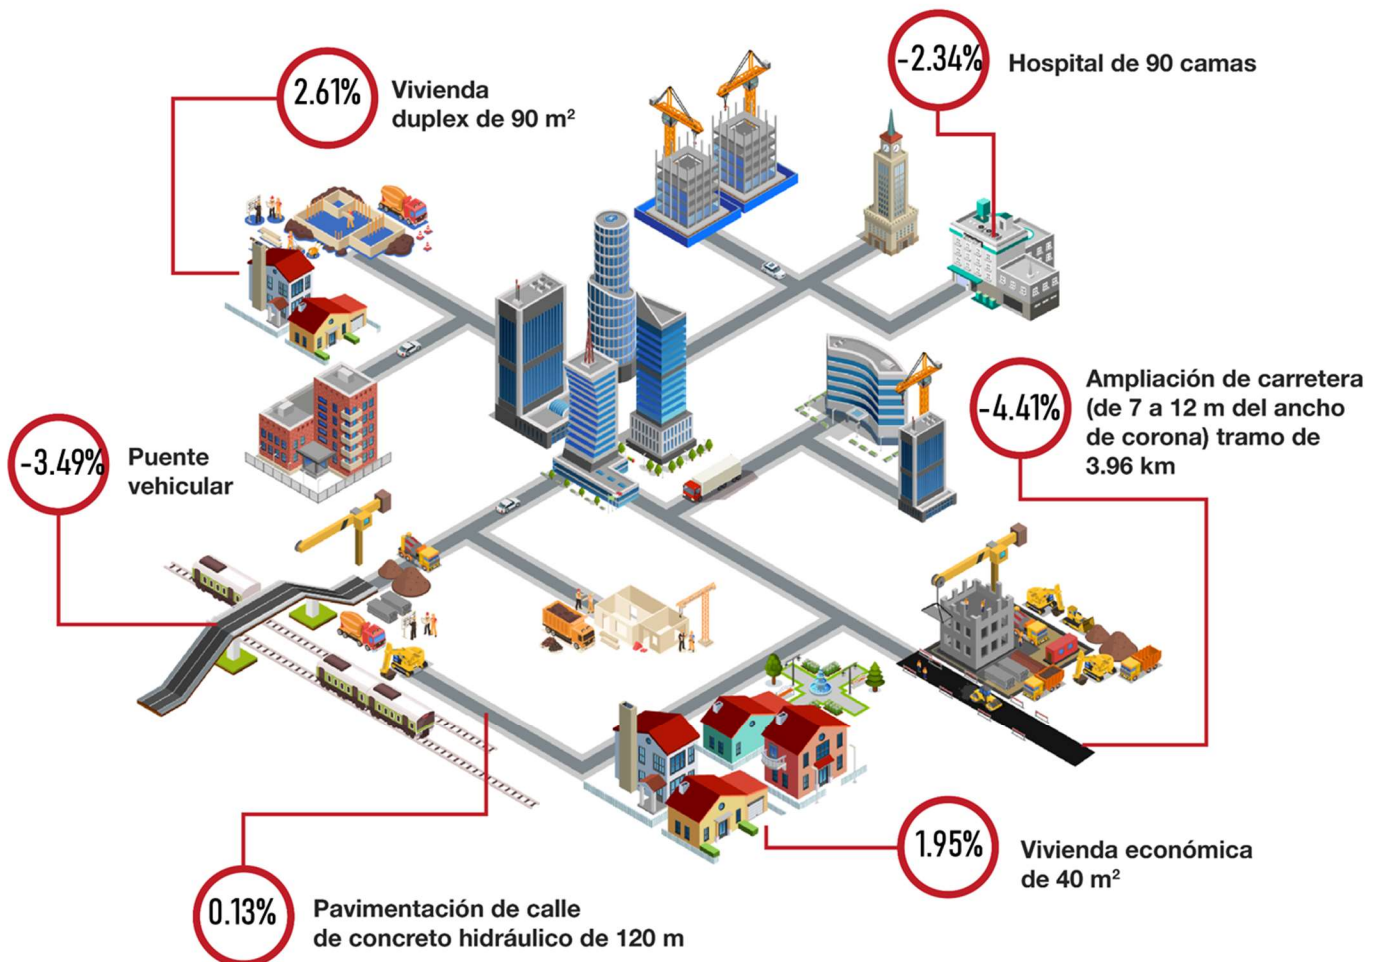 2.61%
Vivienda
duplex de 90 m²
-2.34%
Hospital de 90 camas
-4.41%
Ampliación de carretera
(de 7 a 12 m del ancho
de corona) tramo de
3.96 km
-3.49%
Puente
vehicular
1.95%
Vivienda económica
de 40 m²
0.13%
Pavimentación de calle
de concreto hidráulico de 120 m